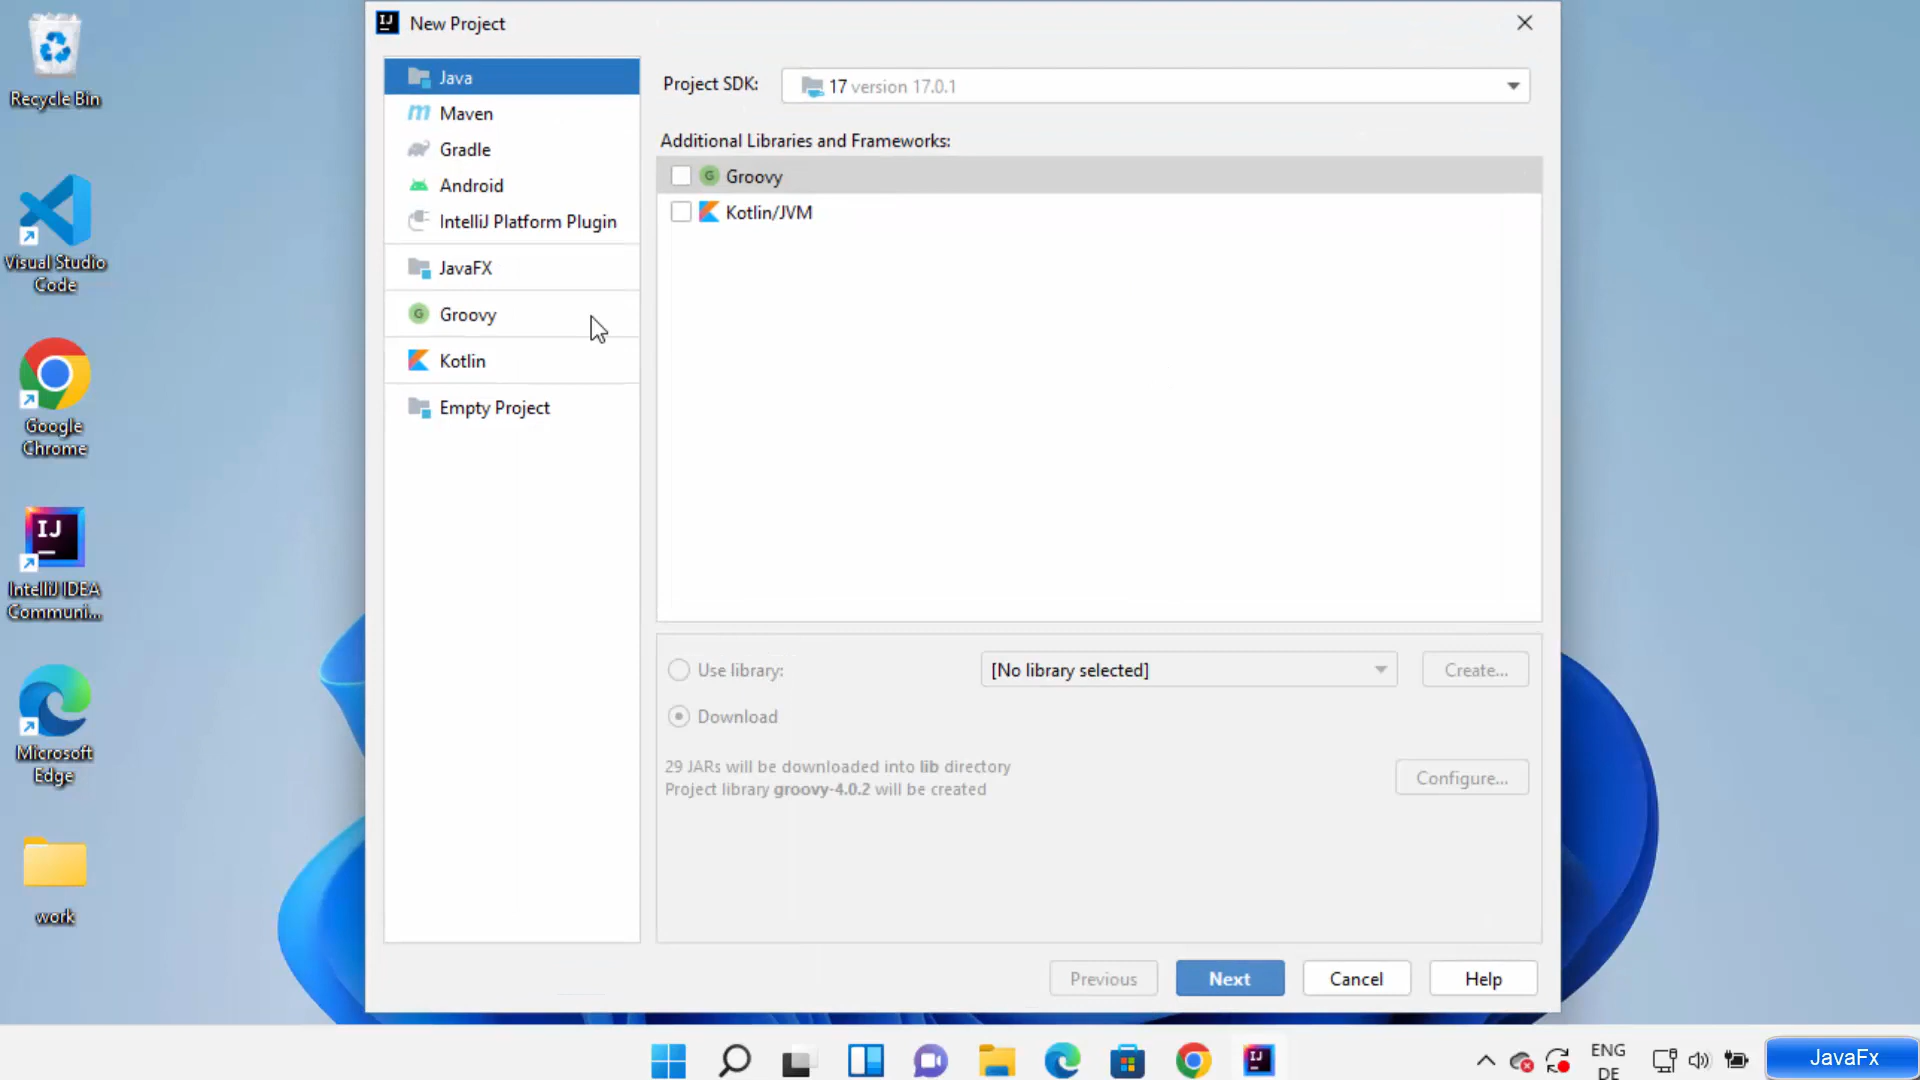 New Project
Recycle Bin
Visual Studio
Code
Google
Chrome
IntelliJ IDEA
Communi...
Microsoft
Edge
work
Java
Maven
Gradle
Android
IntelliJ Platform Plugin
JavaFX
Groovy
Kotlin
Empty Project
Project SDK:
17 version 17.0.1
Additional Libraries and Frameworks:
Groovy
Kotlin/JVM
Use library:
[No library selected]
Create...
Download
29 JARs will be downloaded into lib directory
Project library groovy-4.0.2 will be created
Configure...
Previous
Next
Cancel
Help
ENG
DE
JavaFx